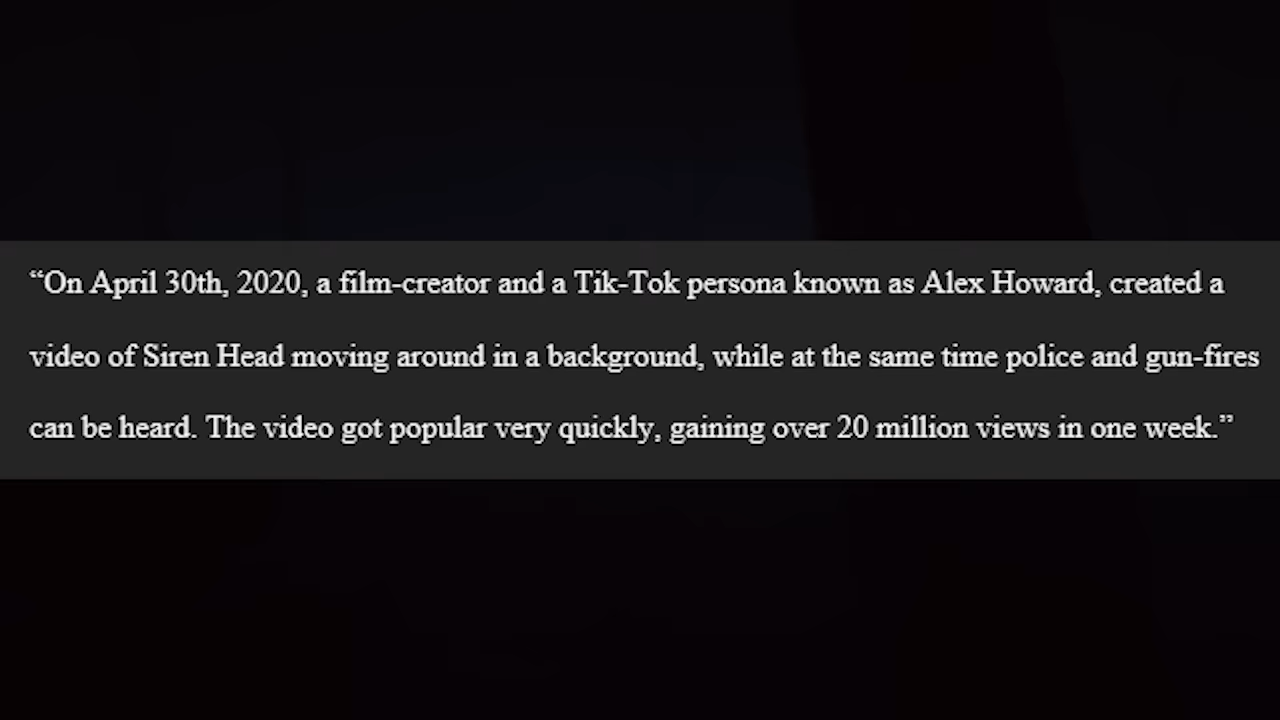 “On April 30th, 2020, a film-creator and a Tik-Tok persona known as Alex Howard, created a
video of Siren Head moving around in a background, while at the same time police and gun-fires
can be heard. The video got popular very quickly, gaining over 20 million views in one week.”